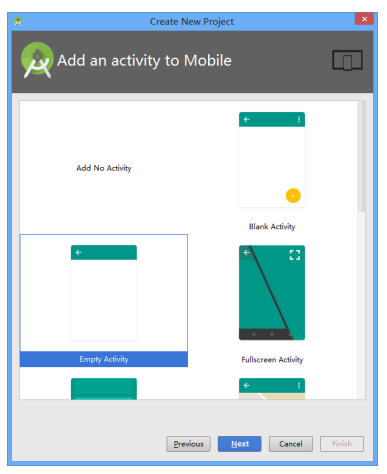 Create New Project
Add an activity to Mobile
Add No Activity
Blank Activity
Empty Activity
Fullscreen Activity
Previous
Next
Cancel
Finish